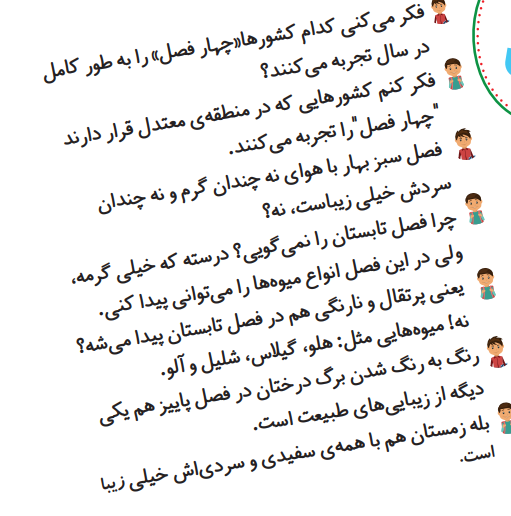 فکر می‌کنی کدام کشورها«چهار فصل» را به طور کامل
در سال تجربه می‌کنند؟
فکر کنم کشورهایی که در منطقه‌ی معتدل قرار دارند
"چهار فصل" را تجربه می‌کنند.
فصل سبز بهار با هوای نه چندان گرم و نه چندان
سردش خیلی زیباست، نه؟
چرا فصل تابستان را نمی‌گویی؟ درسته که خیلی گرمه،
ولی در این فصل انواع میوه‌ها را می‌توانی پیدا کنی.
یعنی پرتقال و نارنگی هم در فصل تابستان پیدا می‌شه؟
نه! میوه‌هایی مثل: هلو، گیلاس، شلیل و آلو.
رنگ به رنگ شدن برگ درختان در فصل پاییز هم یکی
دیگه از زیبایی‌های طبیعت است.
بله زمستان هم با همه‌ی سفیدی و سردی‌اش خیلی زیبا
است.